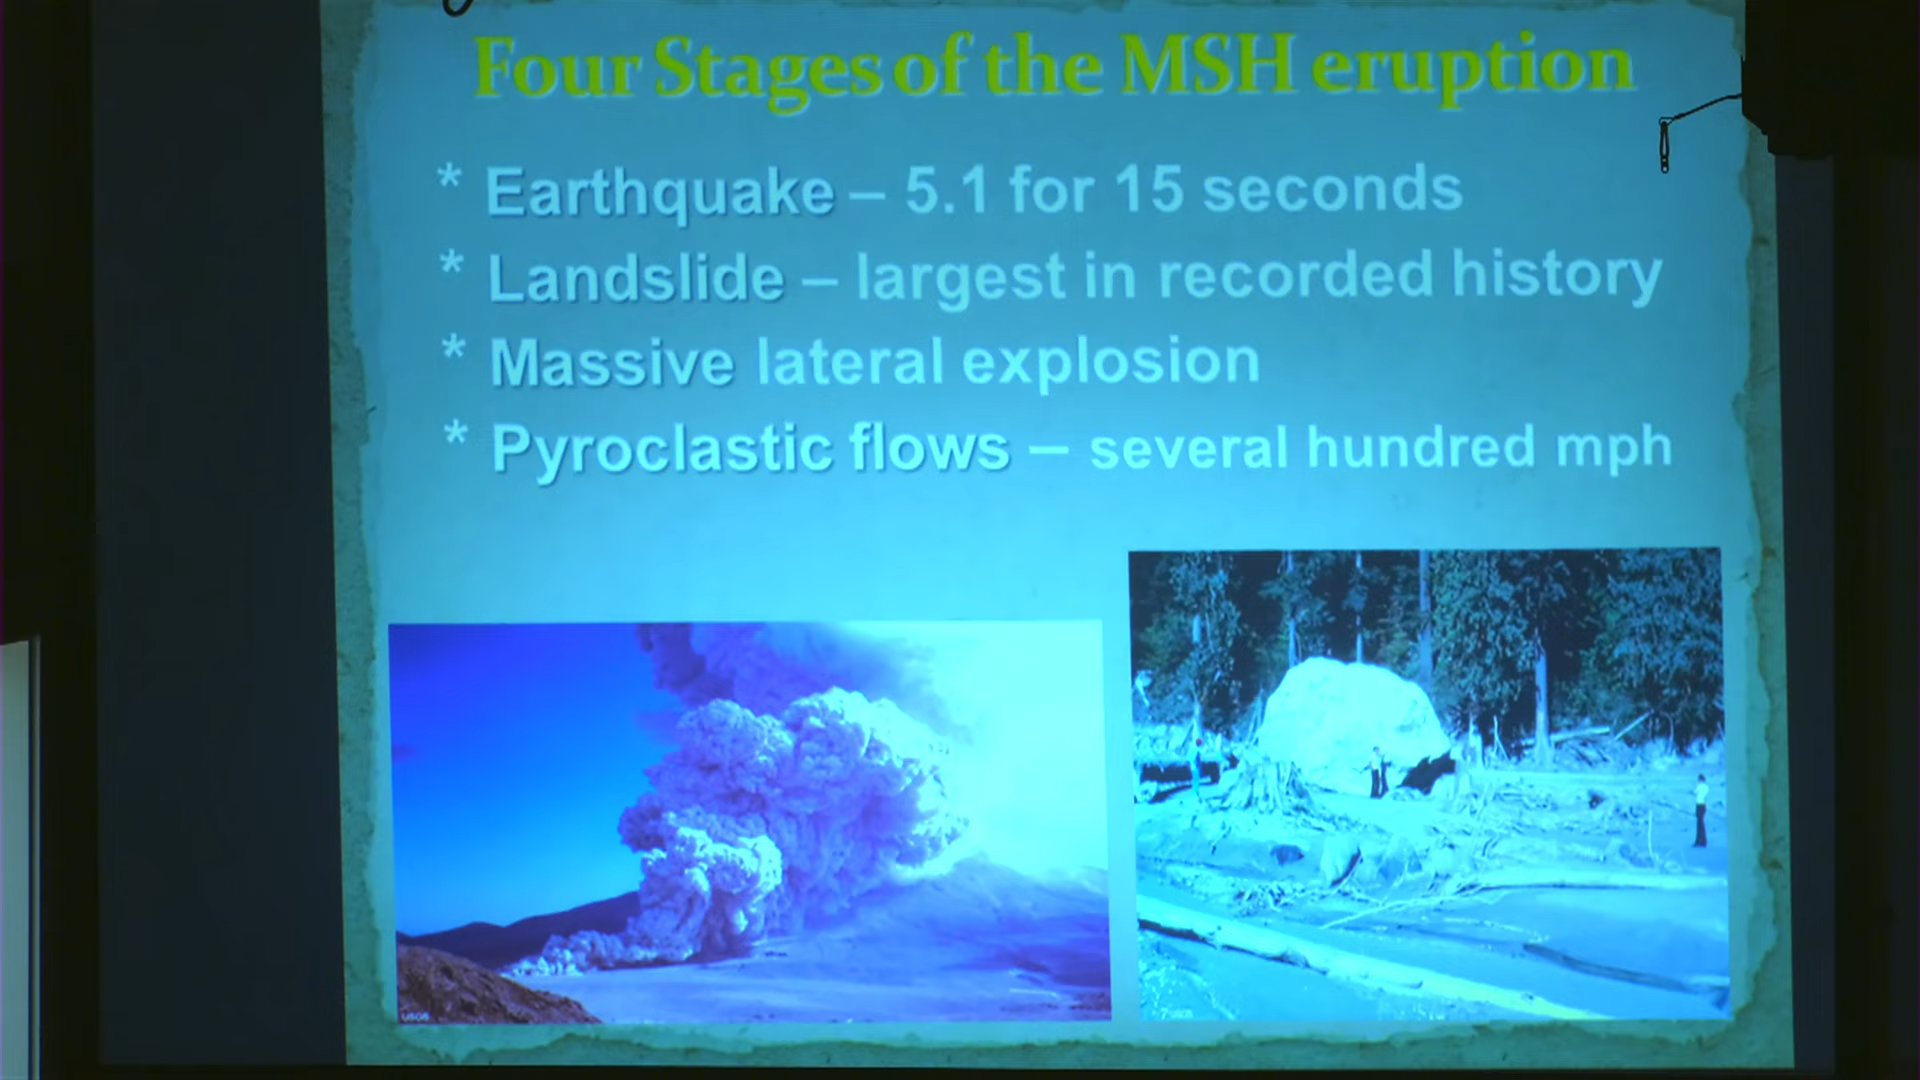 Four Stages of the MSH eruption
* Earthquake – 5.1 for 15 seconds
* Landslide – largest in recorded history
* Massive lateral explosion
* Pyroclastic flows – several hundred mph
USGS